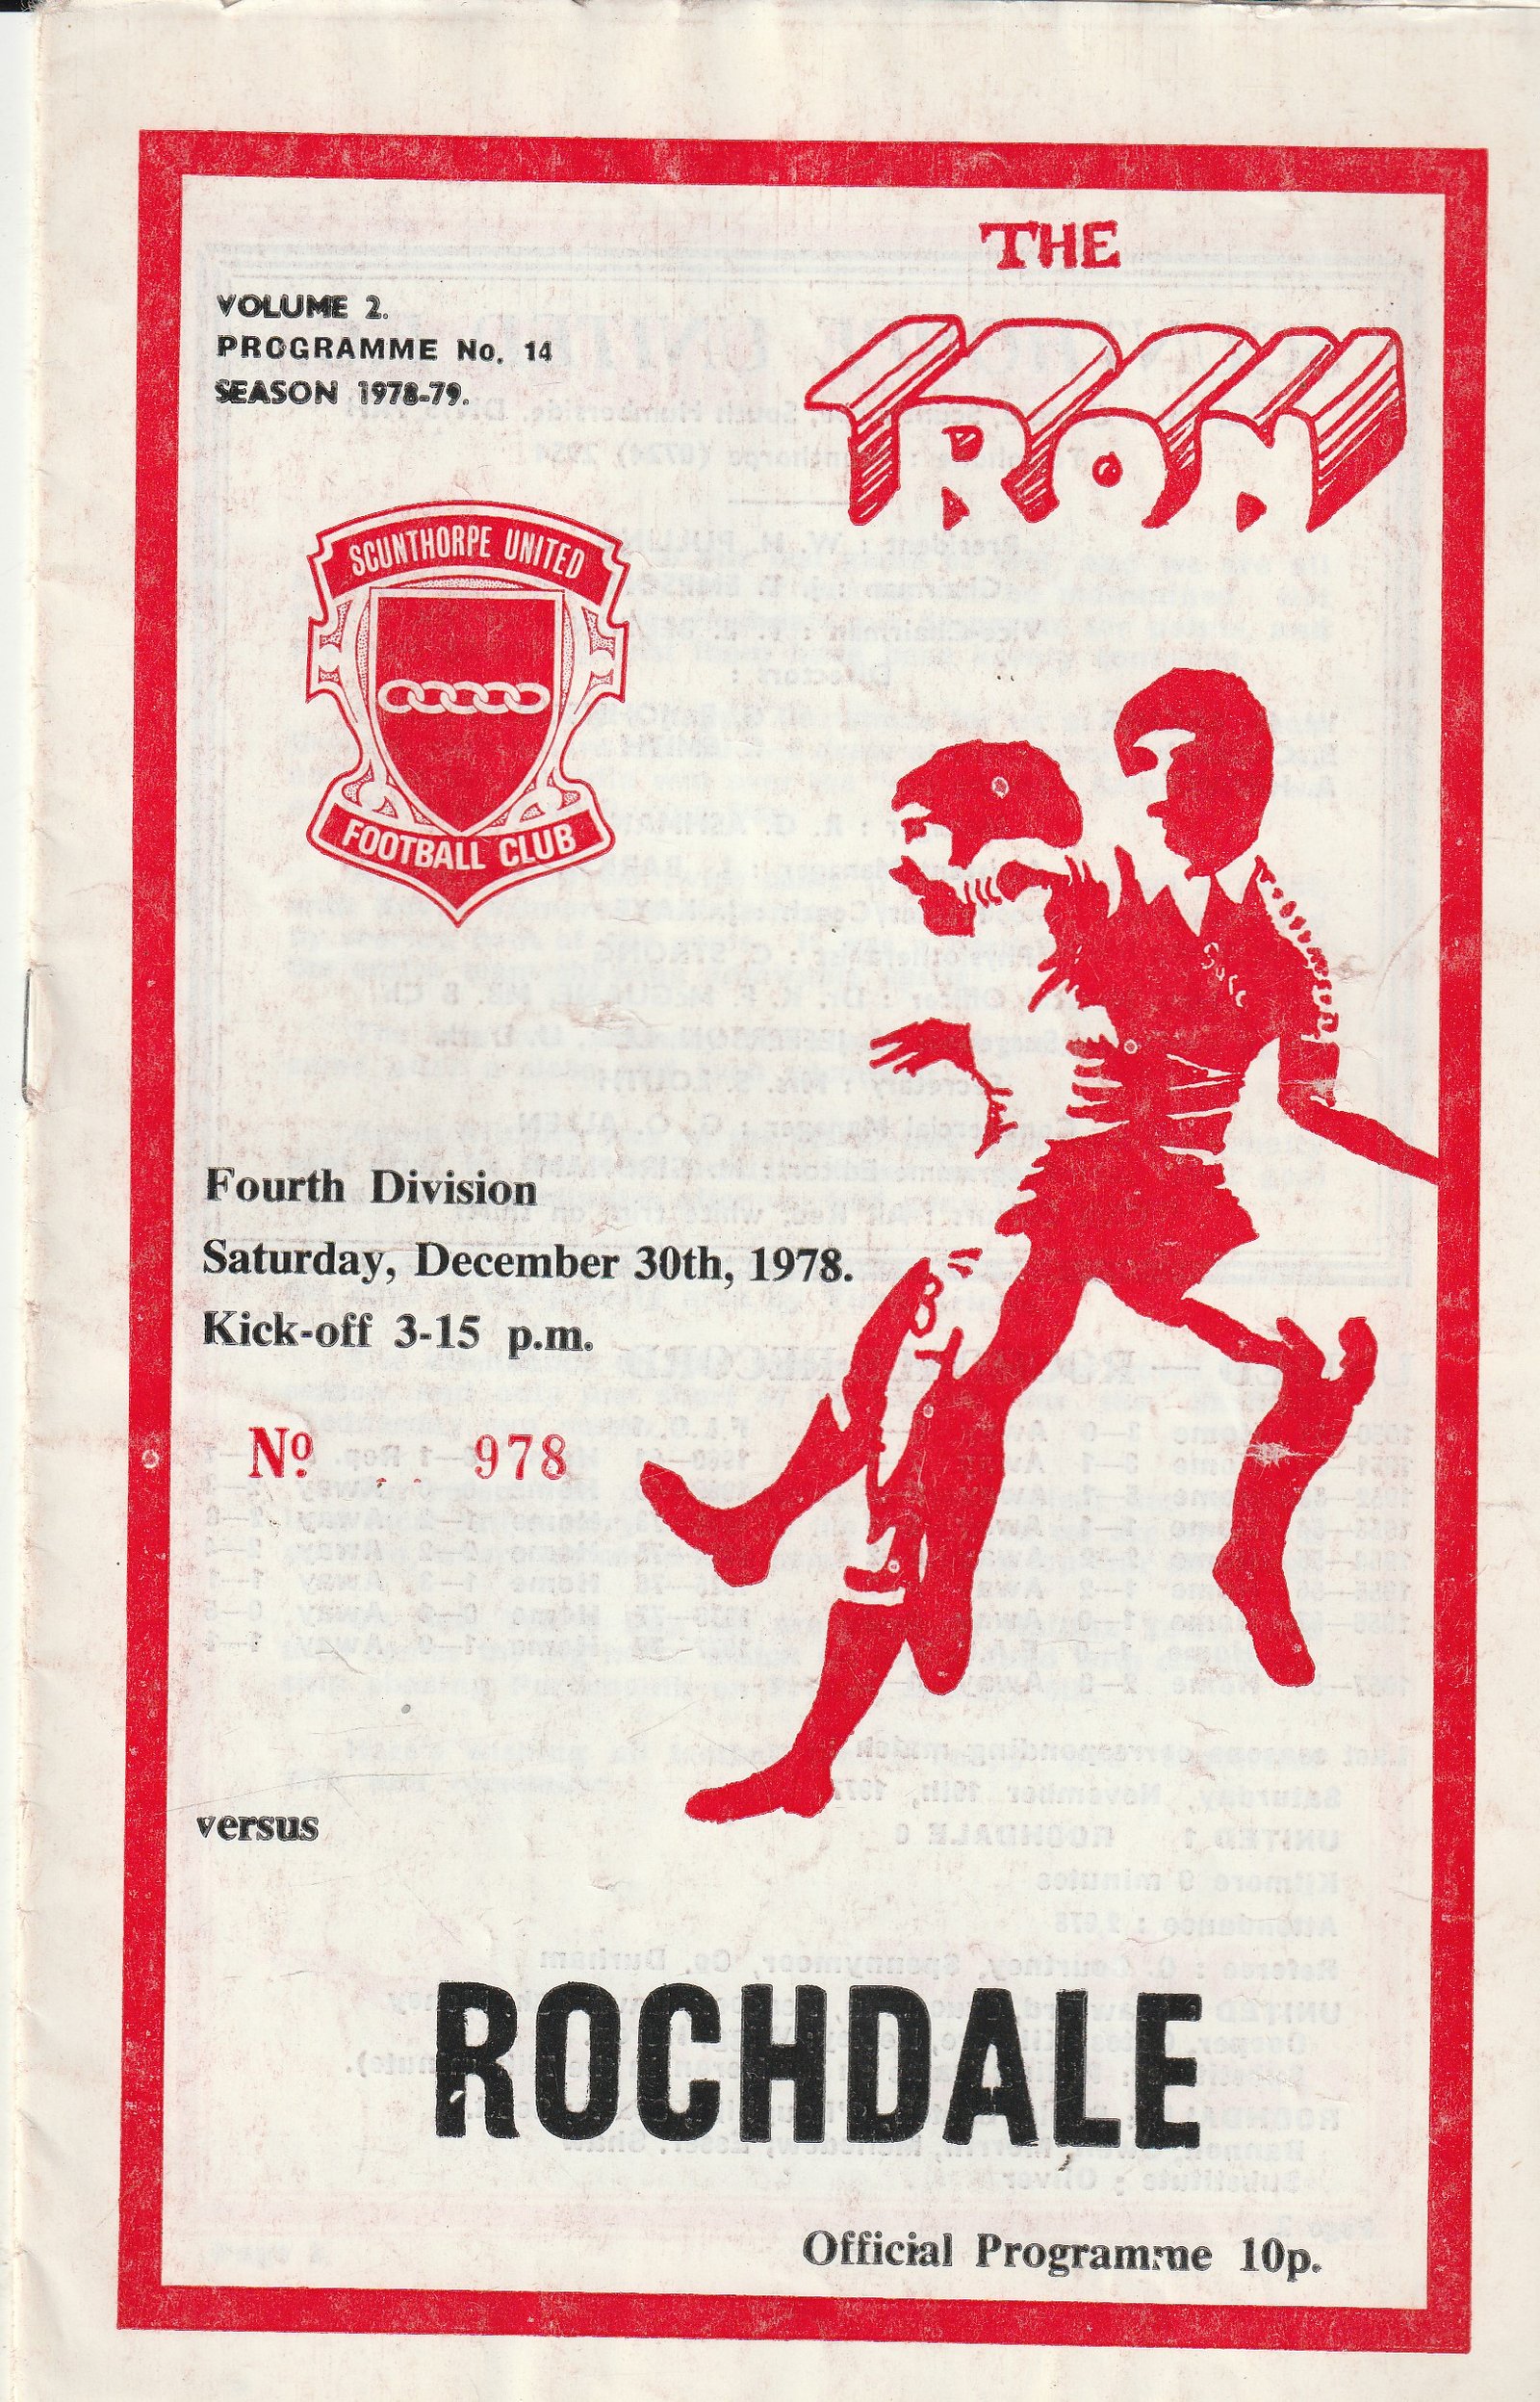 THE
IRON
VOLUME 2.
PROGRAMME No. 14
SEASON 1978-79.
SCUNTHORPE UNITED
FOOTBALL CLUB
Fourth Division
Saturday, December 30th, 1978.
Kick-off 3-15 p.m.
Nº 978
versus
ROCHDALE
Official Programme 10p.